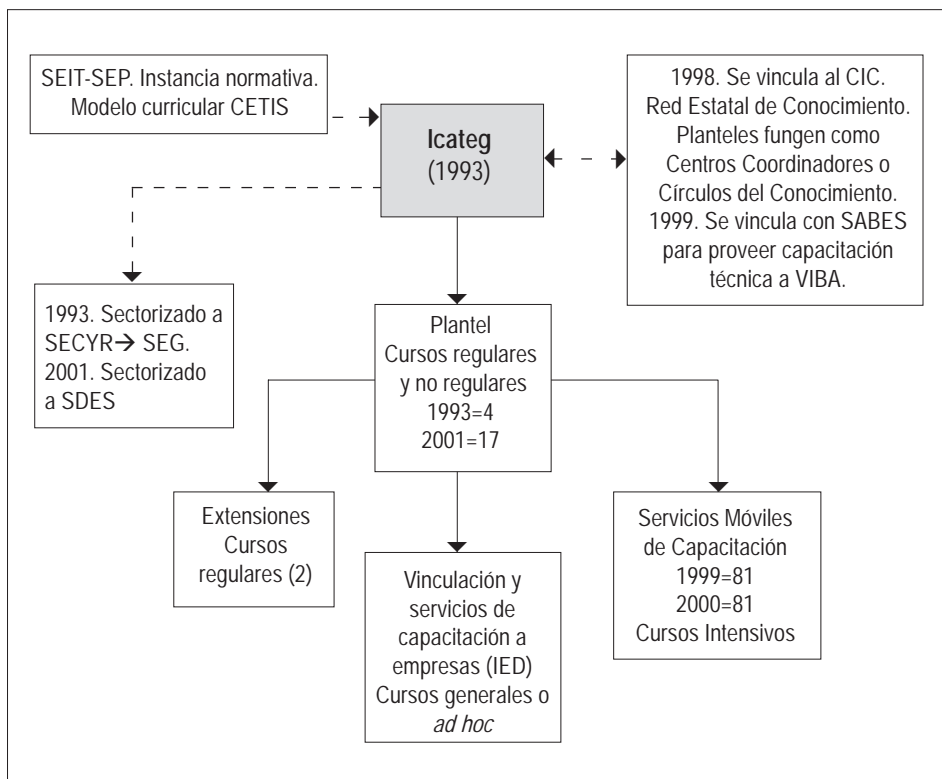 SEIT-SEP. Instancia normativa.
Modelo curricular CETIS
Icateg
(1993)
1998. Se vincula al CIC.
Red Estatal de Conocimiento.
Planteles fungen como
Centros Coordinadores o
Círculos del Conocimiento.
1999. Se vincula con SABES
para proveer capacitación
técnica a VIBA.
1993. Sectorizado a
SECYR→ SEG.
2001. Sectorizado
a SDES
Plantel
Cursos regulares
y no regulares
1993=4
2001=17
Extensiones
Cursos
regulares (2)
Vinculación y
servicios de
capacitación a
empresas (IED)
Cursos generales o
ad hoc
Servicios Móviles
de Capacitación
1999=81
2000=81
Cursos Intensivos